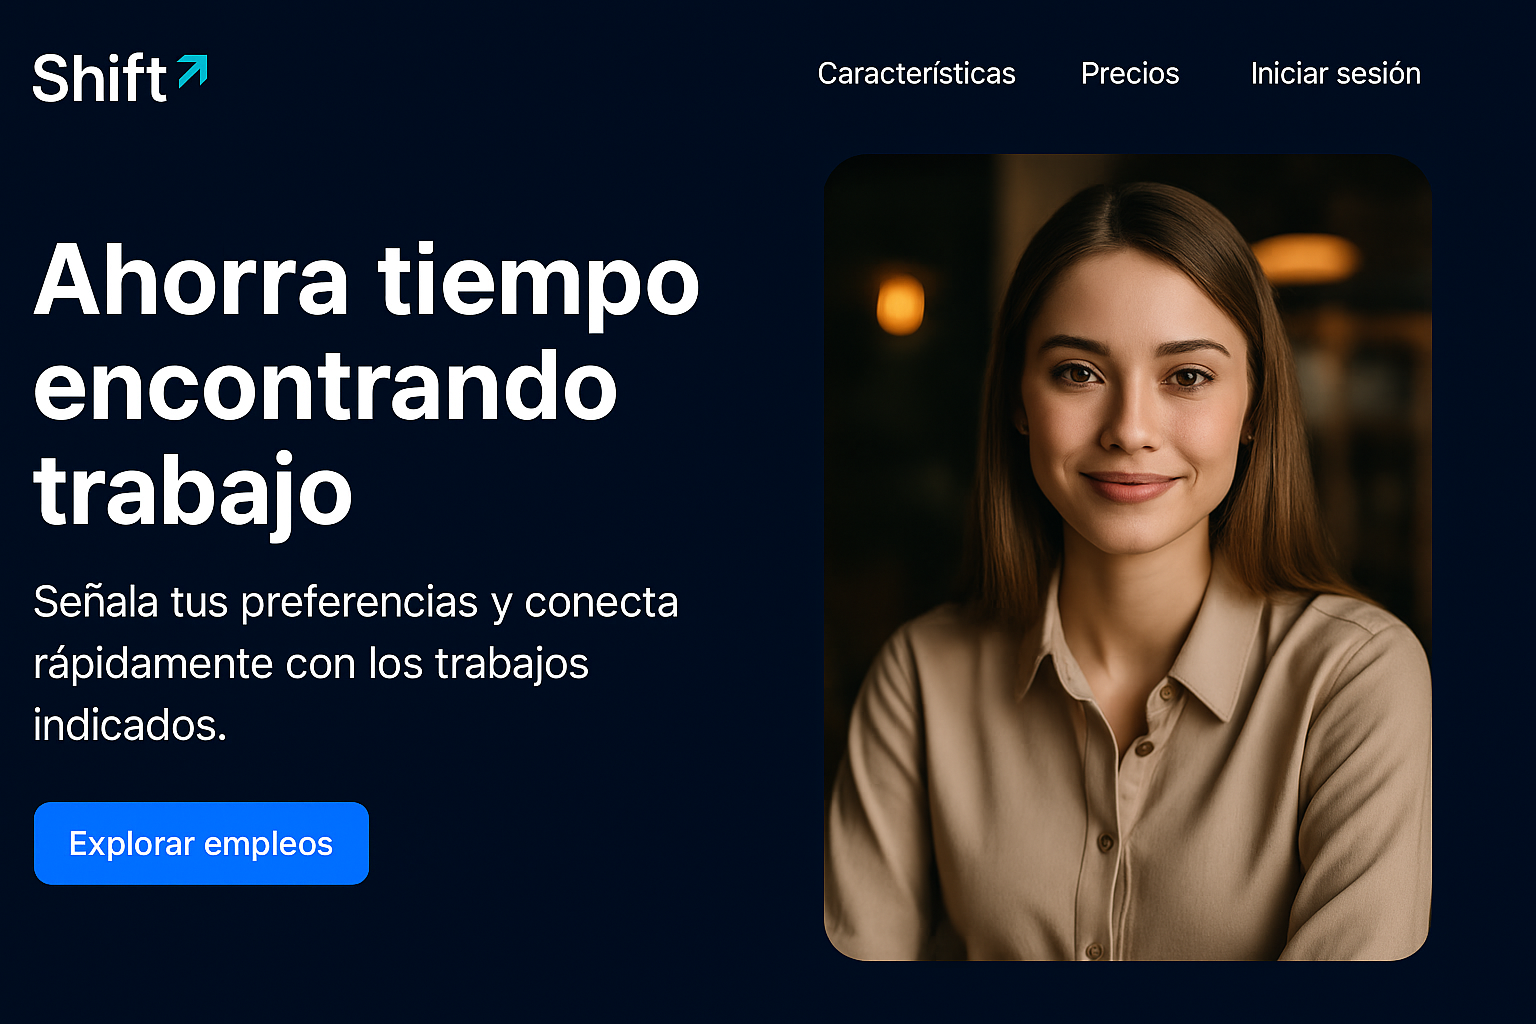 Shift
Características
Precios
Iniciar sesión
Ahorra tiempo
encontrando
trabajo
Señala tus preferencias y conecta
rápidamente con los trabajos
indicados.
Explorar empleos